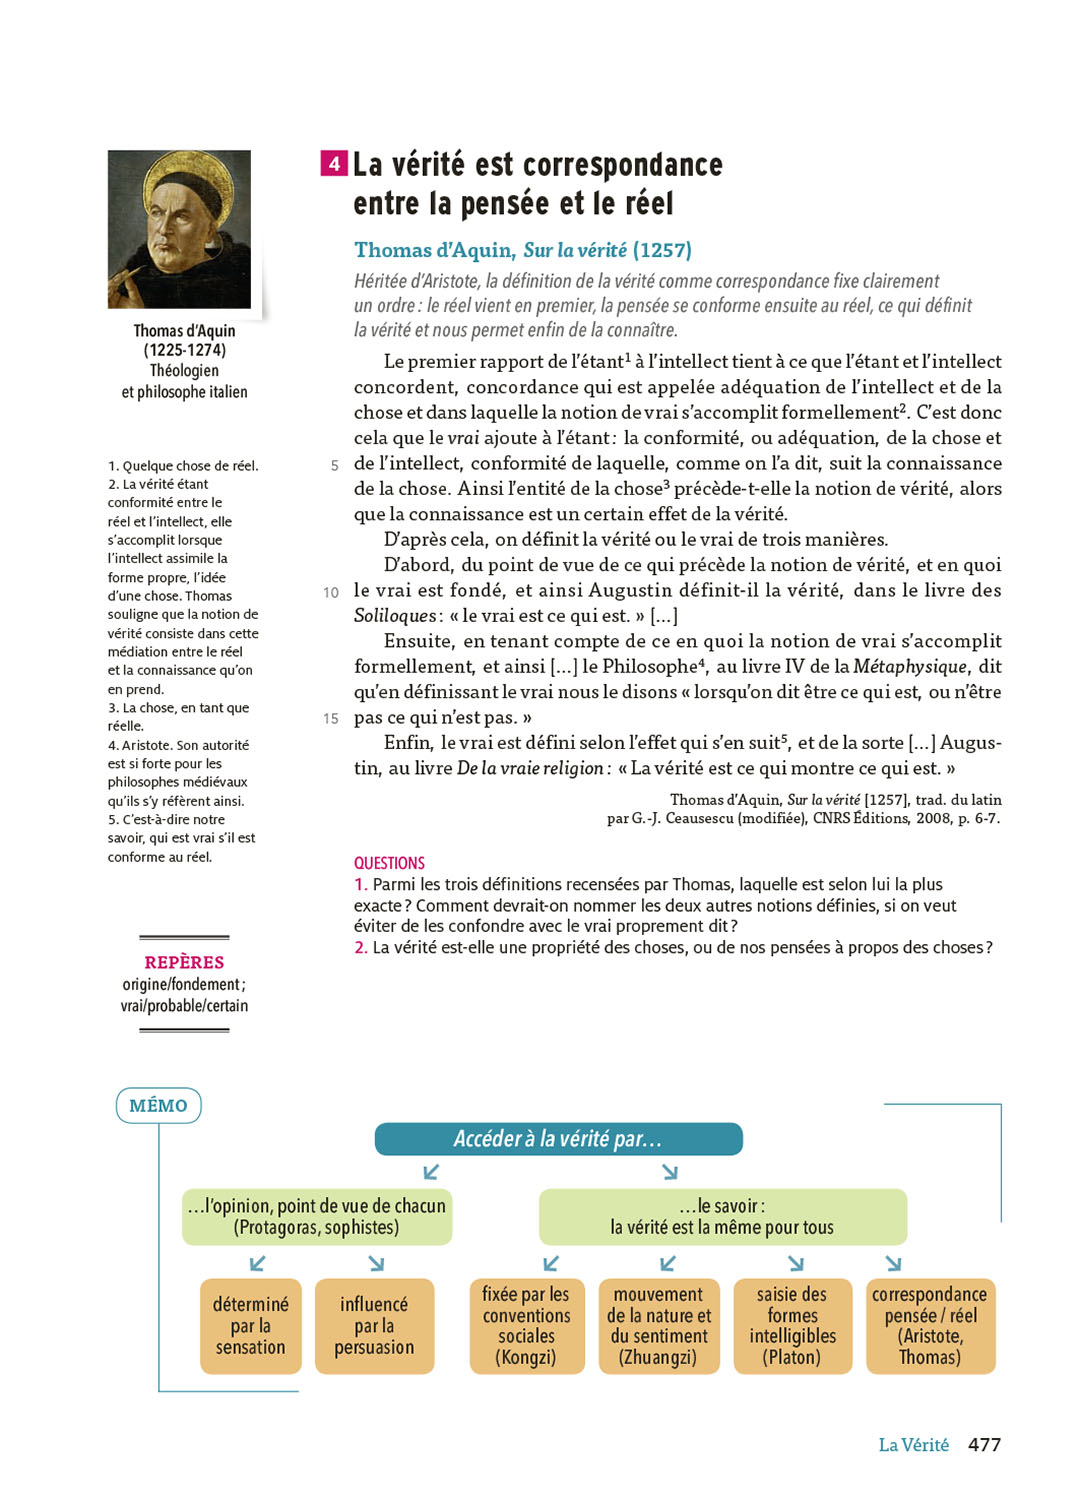 4 La vérité est correspondance
entre la pensée et le réel
Thomas d'Aquin, Sur la vérité (1257)
Héritée d'Aristote, la définition de la vérité comme correspondance fixe clairement
un ordre : le réel vient en premier, la pensée se conforme ensuite au réel, ce qui définit
la vérité et nous permet enfin de la connaître.
Thomas d'Aquin
(1225-1274)
Théologien
et philosophe italien
Le premier rapport de l'étant¹ à l'intellect tient à ce que l'étant et l'intellect
concordent, concordance qui est appelée adéquation de l'intellect et de la
chose et dans laquelle la notion de vrai s'accomplit formellement². C'est donc
cela que le vrai ajoute à l'étant : la conformité, ou adéquation, de la chose et
5 de l'intellect, conformité de laquelle, comme on l'a dit, suit la connaissance
de la chose. Ainsi l'entité de la chose³ précède-t-elle la notion de vérité, alors
que la connaissance est un certain effet de la vérité.
D'après cela, on définit la vérité ou le vrai de trois manières.
D'abord, du point de vue de ce qui précède la notion de vérité, et en quoi
10 le vrai est fondé, et ainsi Augustin définit-il la vérité, dans le livre des
Soliloques : « le vrai est ce qui est. » [...]
Ensuite, en tenant compte de ce en quoi la notion de vrai s'accomplit
formellement, et ainsi [...] le Philosophe⁴, au livre IV de la Métaphysique, dit
qu'en définissant le vrai nous le disons « lorsqu'on dit être ce qui est, ou n'être
15 pas ce qui n'est pas. »
Enfin, le vrai est défini selon l'effet qui s'en suit⁵, et de la sorte [...] Augus-
tin, au livre De la vraie religion : « La vérité est ce qui montre ce qui est. »
Thomas d'Aquin, Sur la vérité [1257], trad. du latin
par G.-J. Ceausescu (modifiée), CNRS Éditions, 2008, p. 6-7.
1. Quelque chose de réel.
2. La vérité étant
conformité entre le
réel et l'intellect, elle
s'accomplit lorsque
l'intellect assimile la
forme propre, l'idée
d'une chose. Thomas
souligne que la notion de
vérité consiste dans cette
médiation entre le réel
et la connaissance qu'on
en prend.
3. La chose, en tant que
réelle.
4. Aristote. Son autorité
est si forte pour les
philosophes médiévaux
qu'ils s'y réfèrent ainsi.
5. C'est-à-dire notre
savoir, qui est vrai s'il est
conforme au réel.
QUESTIONS
1. Parmi les trois définitions recensées par Thomas, laquelle est selon lui la plus
exacte ? Comment devrait-on nommer les deux autres notions définies, si on veut
éviter de les confondre avec le vrai proprement dit ?
2. La vérité est-elle une propriété des choses, ou de nos pensées à propos des choses ?
REPÈRES
origine/fondement ;
vrai/probable/certain
MÉMO
Accéder à la vérité par...
...l'opinion, point de vue de chacun
(Protagoras, sophistes)
...le savoir :
la vérité est la même pour tous
déterminé
par la
sensation
influencé
par la
persuasion
fixée par les
conventions
sociales
(Kongzi)
mouvement
de la nature et
du sentiment
(Zhuangzi)
saisie des
formes
intelligibles
(Platon)
correspondance
pensée / réel
(Aristote,
Thomas)
La Vérité 477